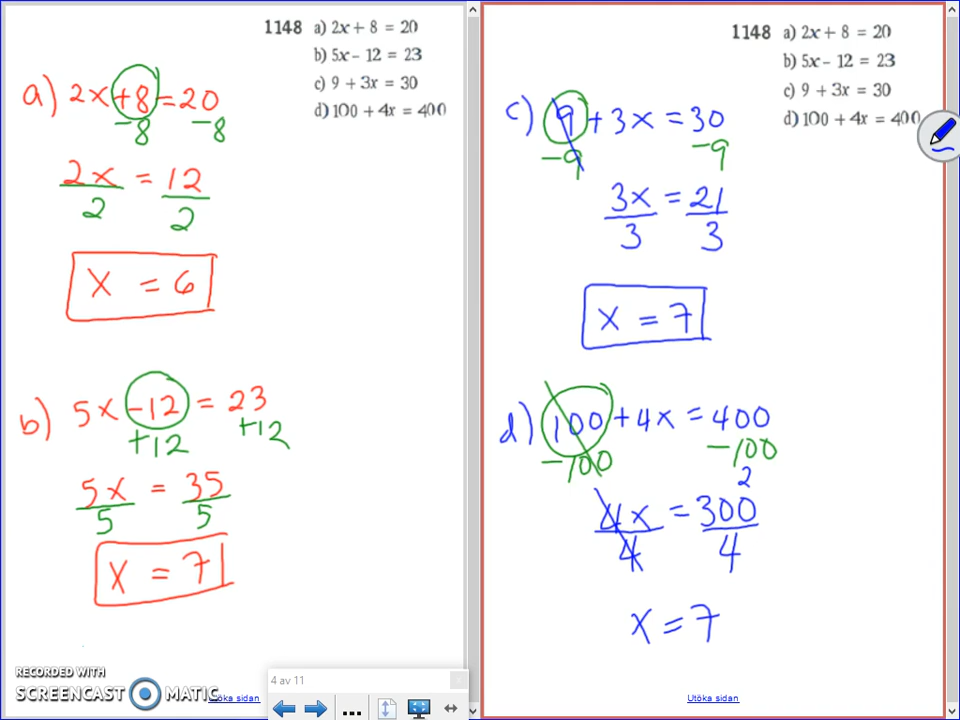 1148 a) 2x + 8 = 20
b) 5x - 12 = 23
c) 9 + 3x = 30
d) 100 + 4x = 400
a) 2x +8 = 20
-8 -8
2x = 12
2 2
x = 6
b) 5x -12 = 23
+12 +12
5x = 35
5 5
x = 7
RECORDED WITH
SCREENCAST MATIC
Utöka sidan
4 av 11
1148 a) 2x + 8 = 20
b) 5x - 12 = 23
c) 9 + 3x = 30
d) 100 + 4x = 400
c) 9 + 3x = 30
-9 -9
3x = 21
3 3
x = 7
d) 100 + 4x = 400
-100 -100
2
4x = 300
4 4
x = 7
Utöka sidan